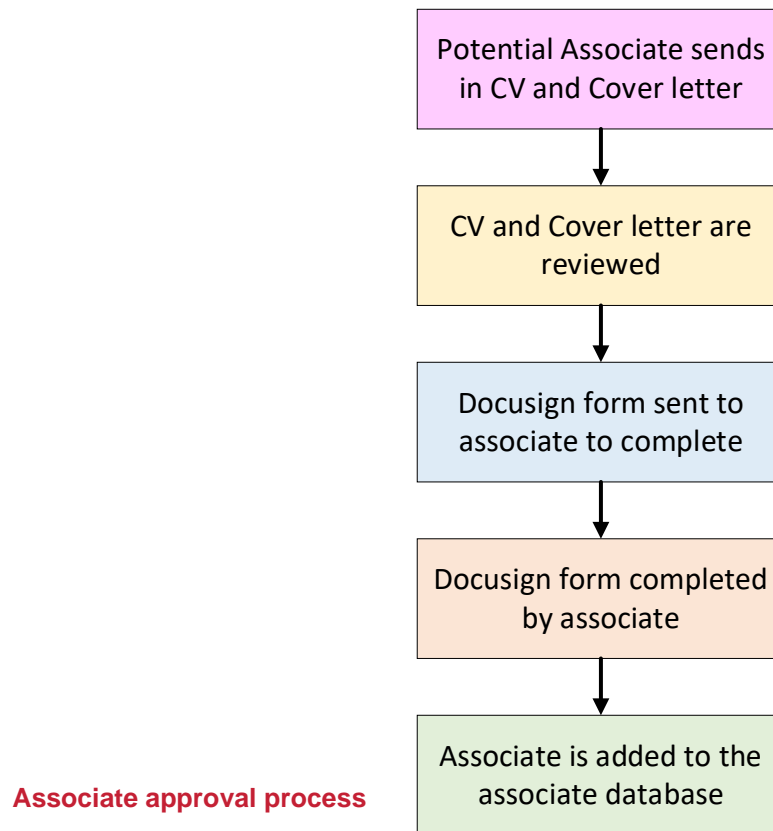 Potential Associate sends
in CV and Cover letter
CV and Cover letter are
reviewed
Docusign form sent to
associate to complete
Docusign form completed
by associate
Associate is added to the
associate database
Associate approval process